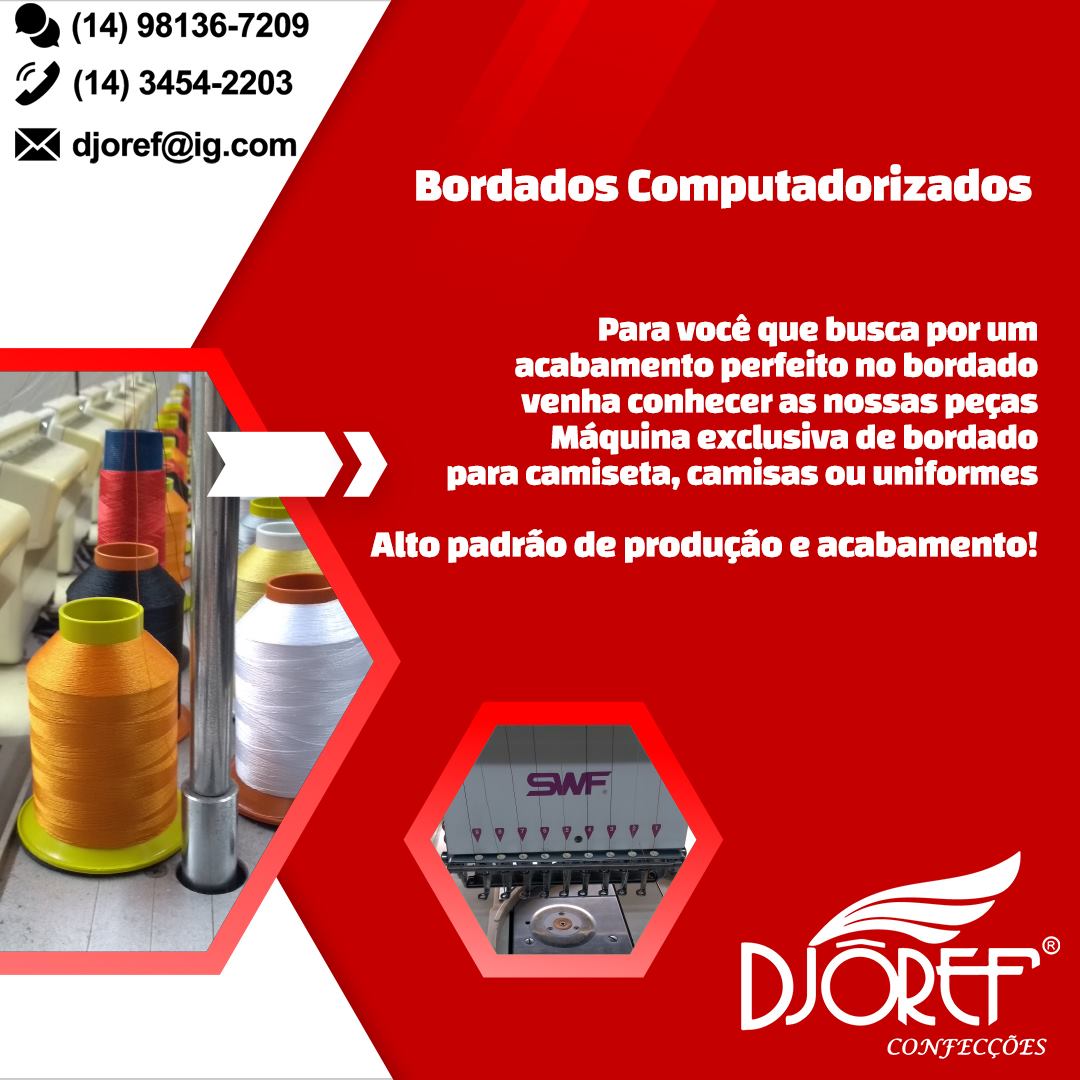 (14) 98136-7209
(14) 3454-2203
djoref@ig.com
Bordados Computadorizados
Para você que busca por um
acabamento perfeito no bordado
venha conhecer as nossas peças
Máquina exclusiva de bordado
para camiseta, camisas ou uniformes
Alto padrão de produção e acabamento!
SWF
DJÔREF®
CONFECÇÕES